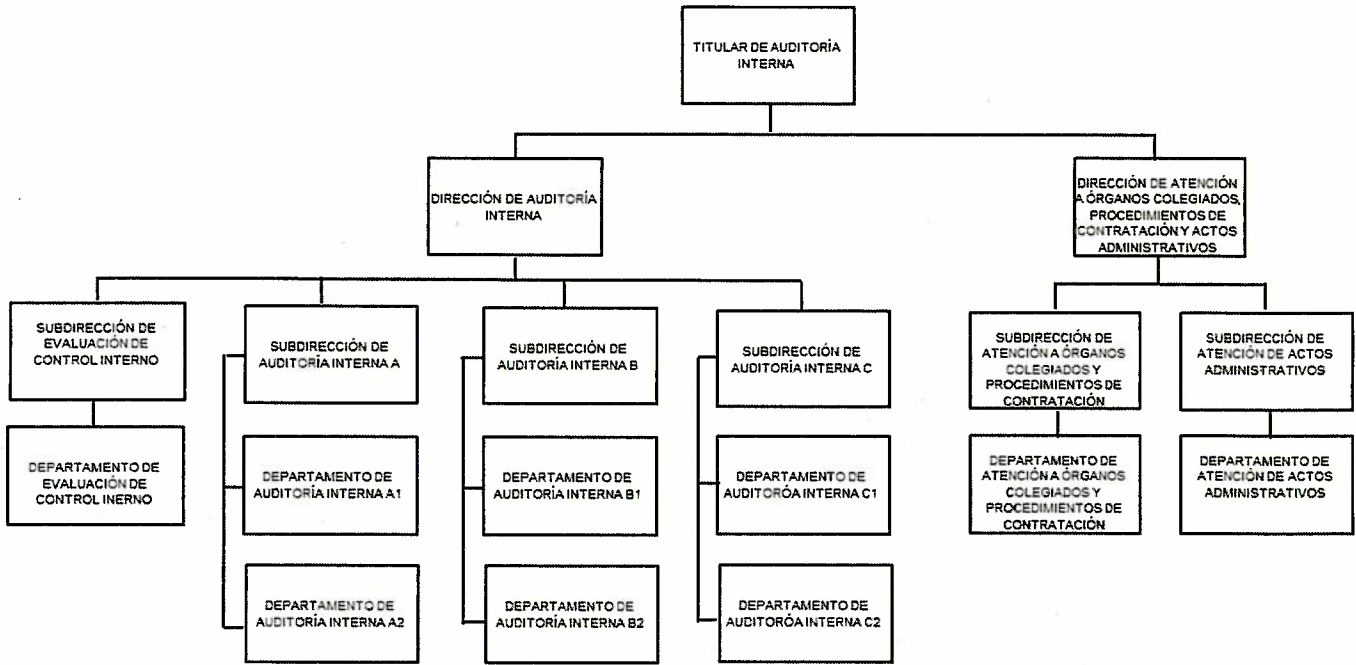 TITULAR DE AUDITORÍA
INTERNA
DIRECCIÓN DE AUDITORÍA
INTERNA
DIRECCIÓN DE ATENCIÓN
A ÓRGANOS COLEGIADOS,
PROCEDIMIENTOS DE
CONTRATACIÓN Y ACTOS
ADMINISTRATIVOS
SUBDIRECCIÓN DE
EVALUACIÓN DE
CONTROL INTERNO
SUBDIRECCIÓN DE
AUDITORÍA INTERNA A
SUBDIRECCIÓN DE
AUDITORÍA INTERNA B
SUBDIRECCIÓN DE
AUDITORÍA INTERNA C
SUBDIRECCIÓN DE
ATENCIÓN A ÓRGANOS
COLEGIADOS Y
PROCEDIMIENTOS DE
CONTRATACIÓN
SUBDIRECCIÓN DE
ATENCIÓN DE ACTOS
ADMINISTRATIVOS
DEPARTAMENTO DE
EVALUACIÓN DE
CONTROL INERNO
DEPARTAMENTO DE
AUDITORÍA INTERNA A1
DEPARTAMENTO DE
AUDITORÍA INTERNA B1
DEPARTAMENTO DE
AUDITORÓA INTERNA C1
DEPARTAMENTO DE
ATENCIÓN A ÓRGANOS
COLEGIADOS Y
PROCEDIMIENTOS DE
CONTRATACIÓN
DEPARTAMENTO DE
ATENCIÓN DE ACTOS
ADMINISTRATIVOS
DEPARTAMENTO DE
AUDITORÍA INTERNA A2
DEPARTAMENTO DE
AUDITORÍA INTERNA B2
DEPARTAMENTO DE
AUDITORÓA INTERNA C2